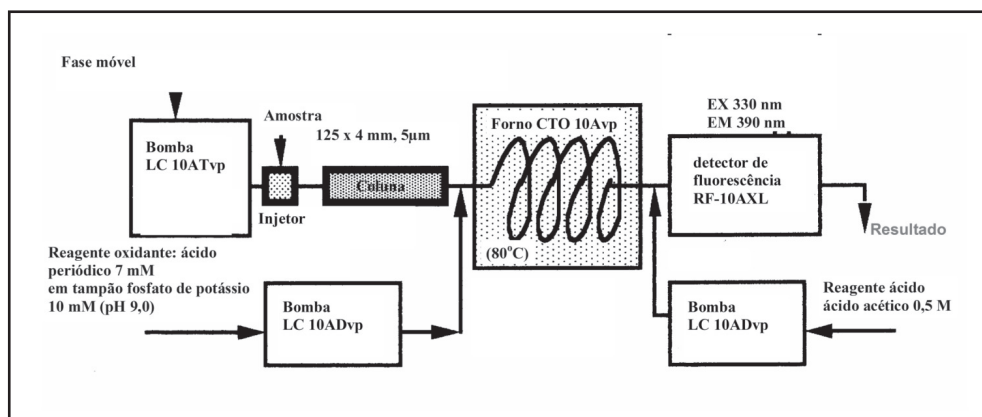 Fase móvel
Bomba
LC 10ATvp
Amostra
Injetor
125 x 4 mm, 5µm
Coluna
Forno CTO 10Avp
(80°C)
EX 330 nm
EM 390 nm
detector de
fluorescência
RF-10AXL
Resultado
Reagente oxidante: ácido
periódico 7 mM
em tampão fosfato de potássio
10 mM (pH 9,0)
Bomba
LC 10ADvp
Bomba
LC 10ADvp
Reagente ácido
ácido acético 0,5 M